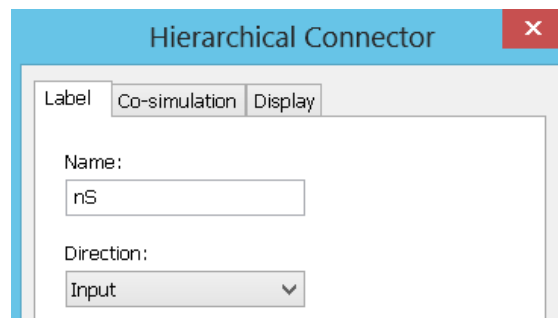 Hierarchical Connector
Label Co-simulation Display
Name:
nS
Direction:
Input